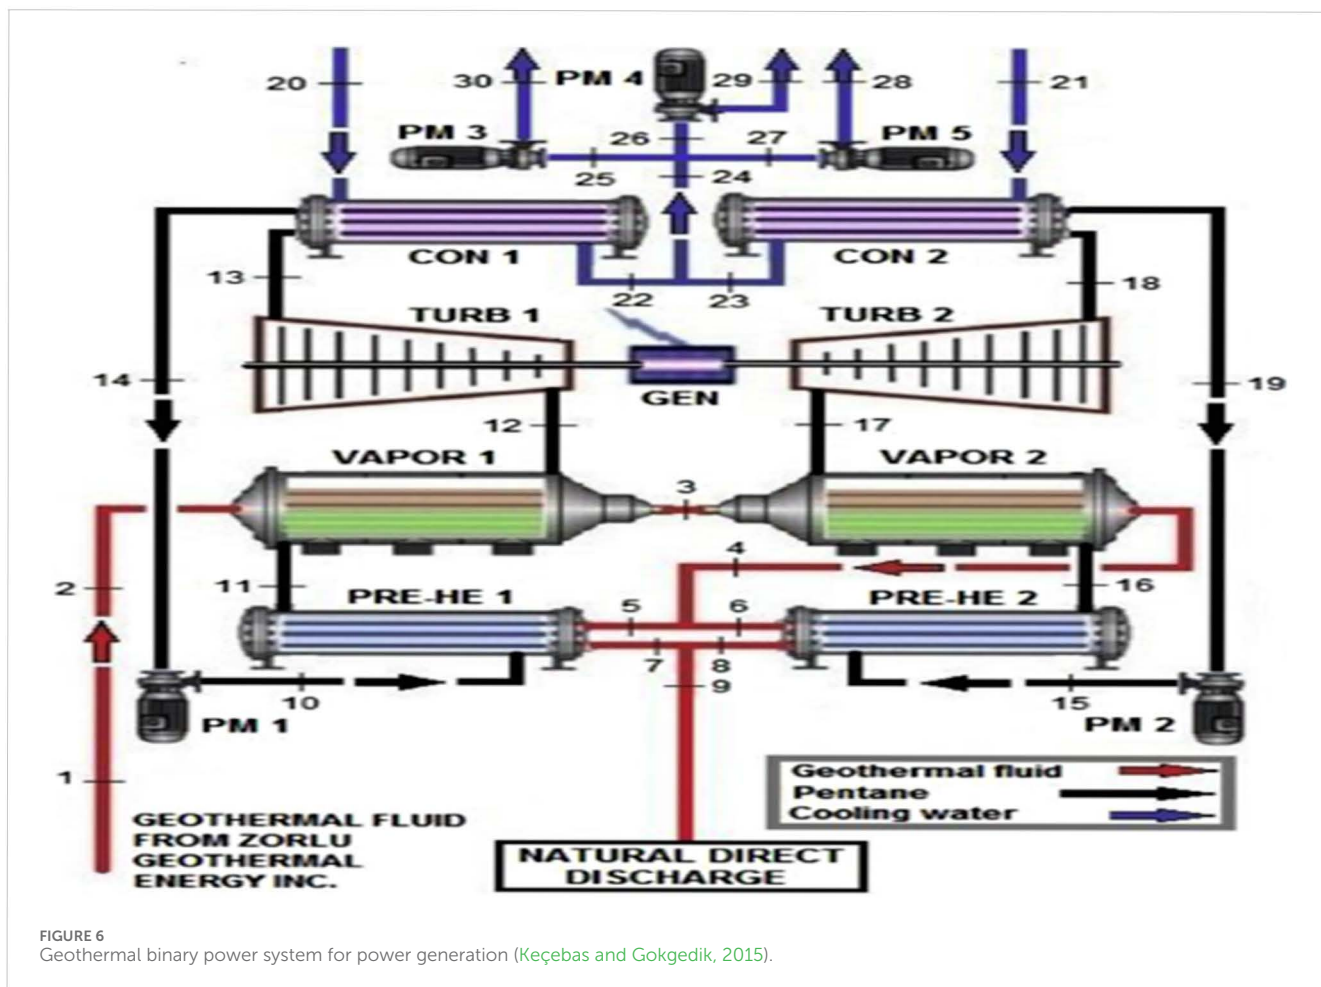 20
30
PM 4
29
28
21
PM 3
26
27
PM 5
25
24
CON 1
CON 2
13
22
23
18
TURB 1
TURB 2
14
GEN
19
12
17
VAPOR 1
VAPOR 2
3
4
2
11
PRE-HE 1
5
6
PRE-HE 2
16
7
8
9
10
15
PM 1
PM 2
1
Geothermal fluid
Pentane
Cooling water
GEOTHERMAL FLUID
FROM ZORLU
GEOTHERMAL
ENERGY INC.
NATURAL DIRECT
DISCHARGE
FIGURE 6
Geothermal binary power system for power generation (Keçebas and Gokgedik, 2015).